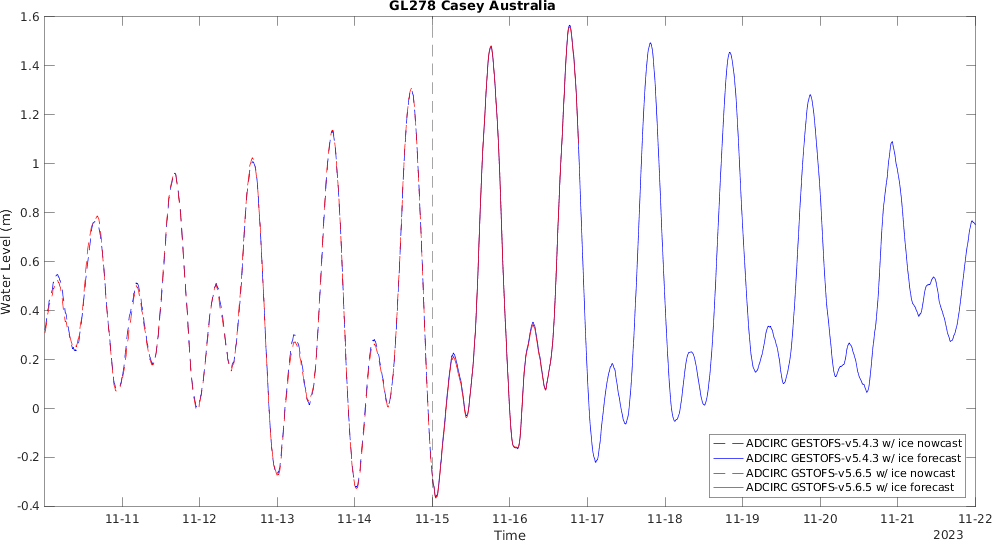 GL278 Casey Australia
1.6
1.4
1.2
1
0.8
0.6
0.4
0.2
0
-0.2
-0.4
Water Level (m)
ADCIRC GESTOFS-v5.4.3 w/ ice nowcast
ADCIRC GESTOFS-v5.4.3 w/ ice forecast
ADCIRC GSTOFS-v5.6.5 w/ ice nowcast
ADCIRC GSTOFS-v5.6.5 w/ ice forecast
11-11 11-12 11-13 11-14 11-15 11-16 11-17 11-18 11-19 11-20 11-21 11-22
Time
2023